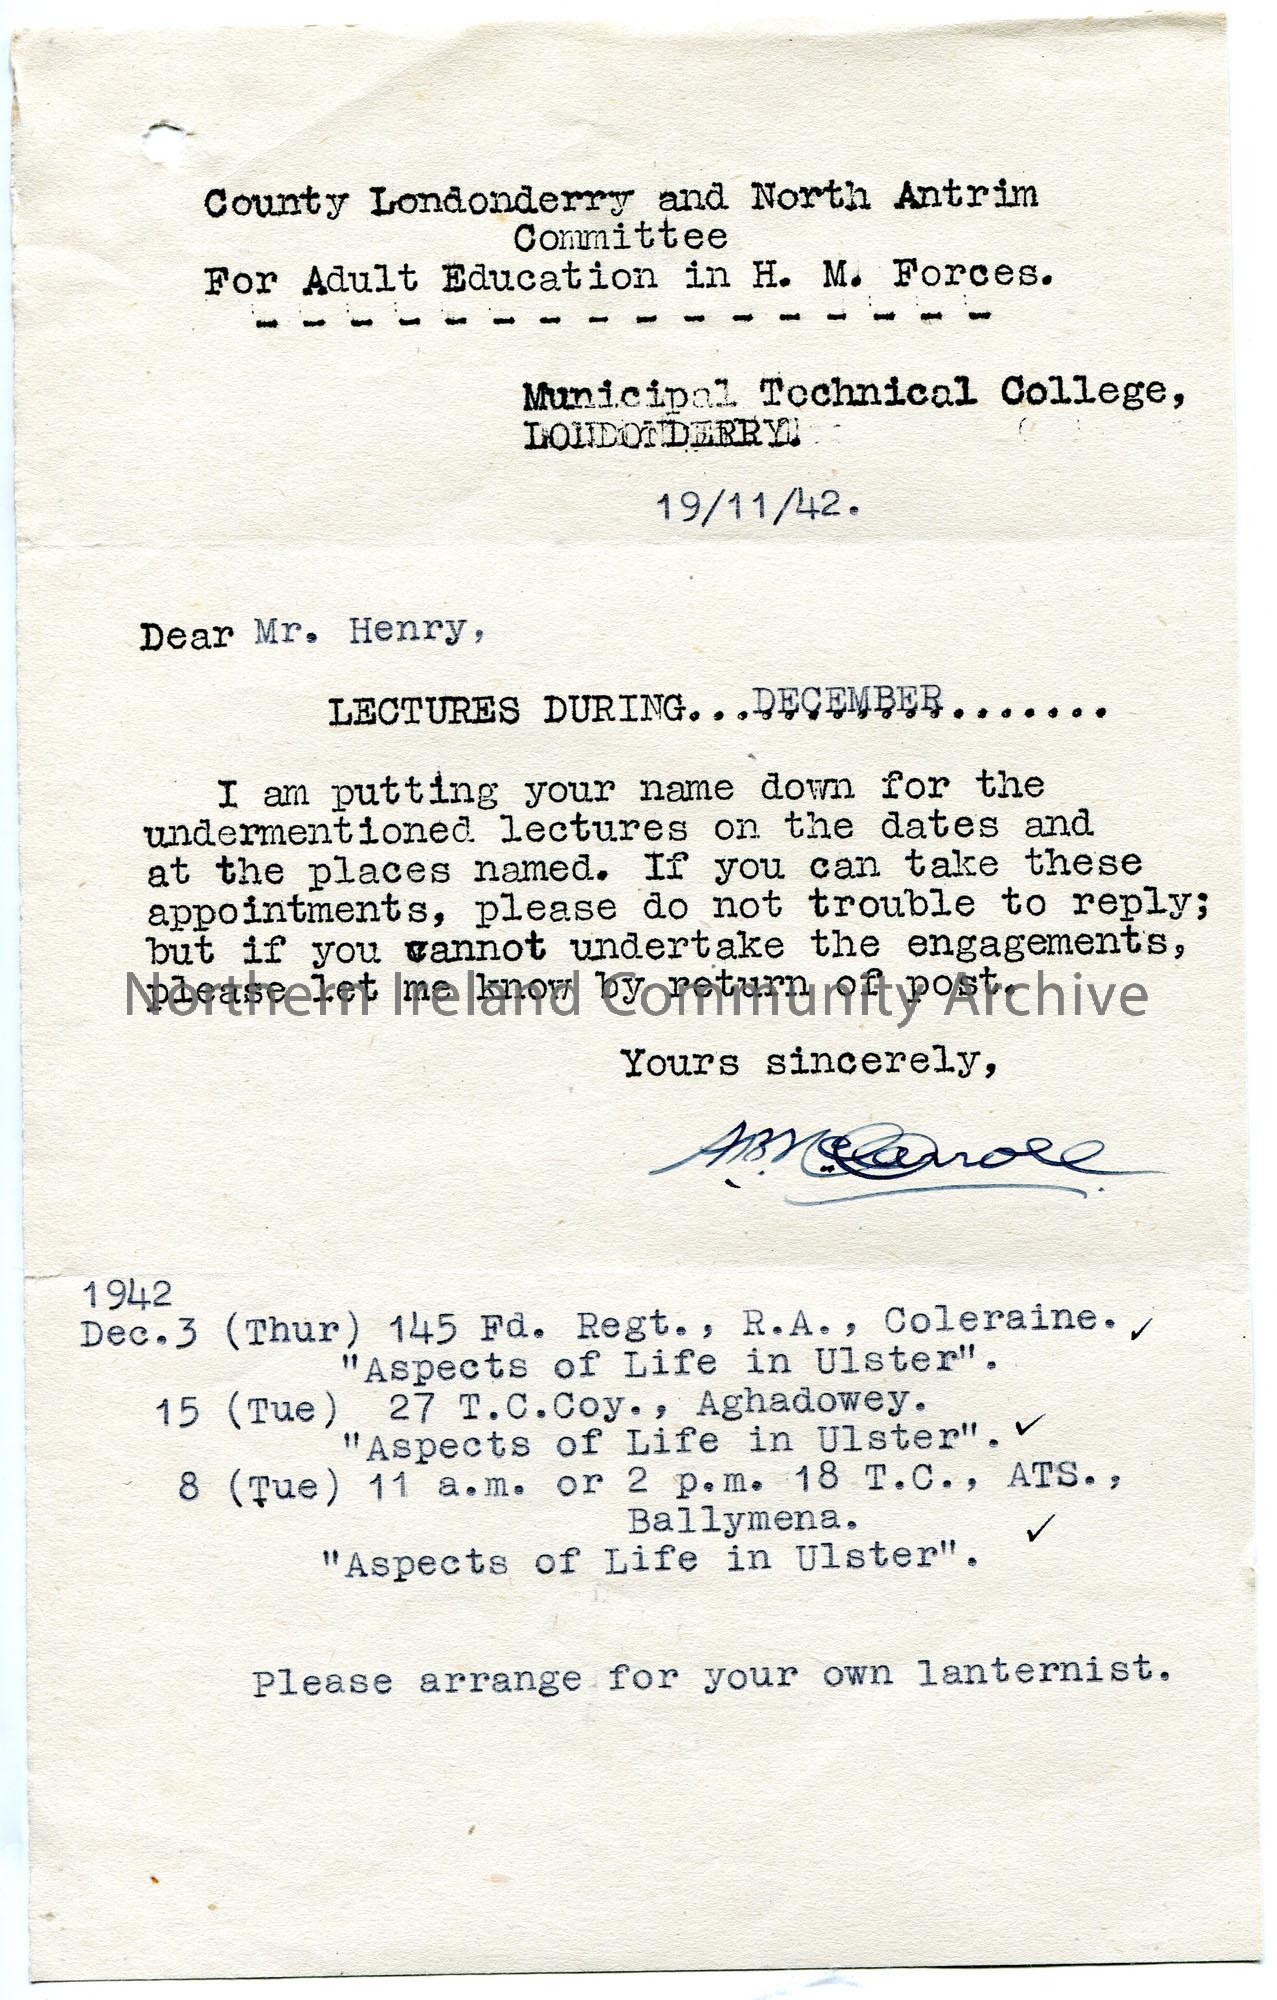 County Londonderry and North Antrim
Committee
For Adult Education in H. M. Forces.
- - - - - - - - - - - - - - - -
Municipal Technical College,
LONDONDERRY.
19/11/42.
Dear Mr. Henry,
LECTURES DURING...DECEMBER.......
I am putting your name down for the
undermentioned lectures on the dates and
at the places named. If you can take these
appointments, please do not trouble to reply;
but if you cannot undertake the engagements,
please let me know by return of post.
Northern Ireland Community Archive
Yours sincerely,
1942
Dec.3 (Thur) 145 Fd. Regt., R.A., Coleraine. ✓
"Aspects of Life in Ulster".
15 (Tue) 27 T.C.Coy., Aghadowey.
"Aspects of Life in Ulster". ✓
8 (Tue) 11 a.m. or 2 p.m. 18 T.C., ATS.,
Ballymena. ✓
"Aspects of Life in Ulster".
Please arrange for your own lanternist.